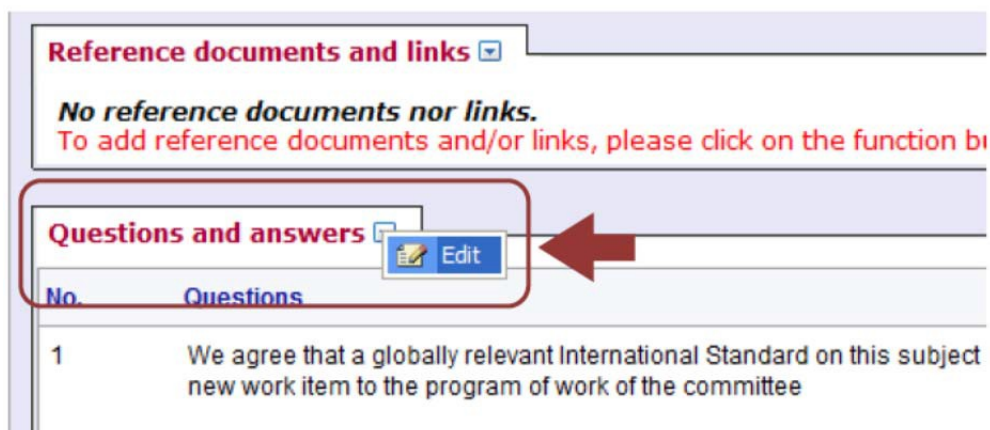 Reference documents and links
No reference documents nor links.
To add reference documents and/or links, please click on the function
Questions and answers
Edit
No. Questions
1 We agree that a globally relevant International Standard on this subject
new work item to the program of work of the committee